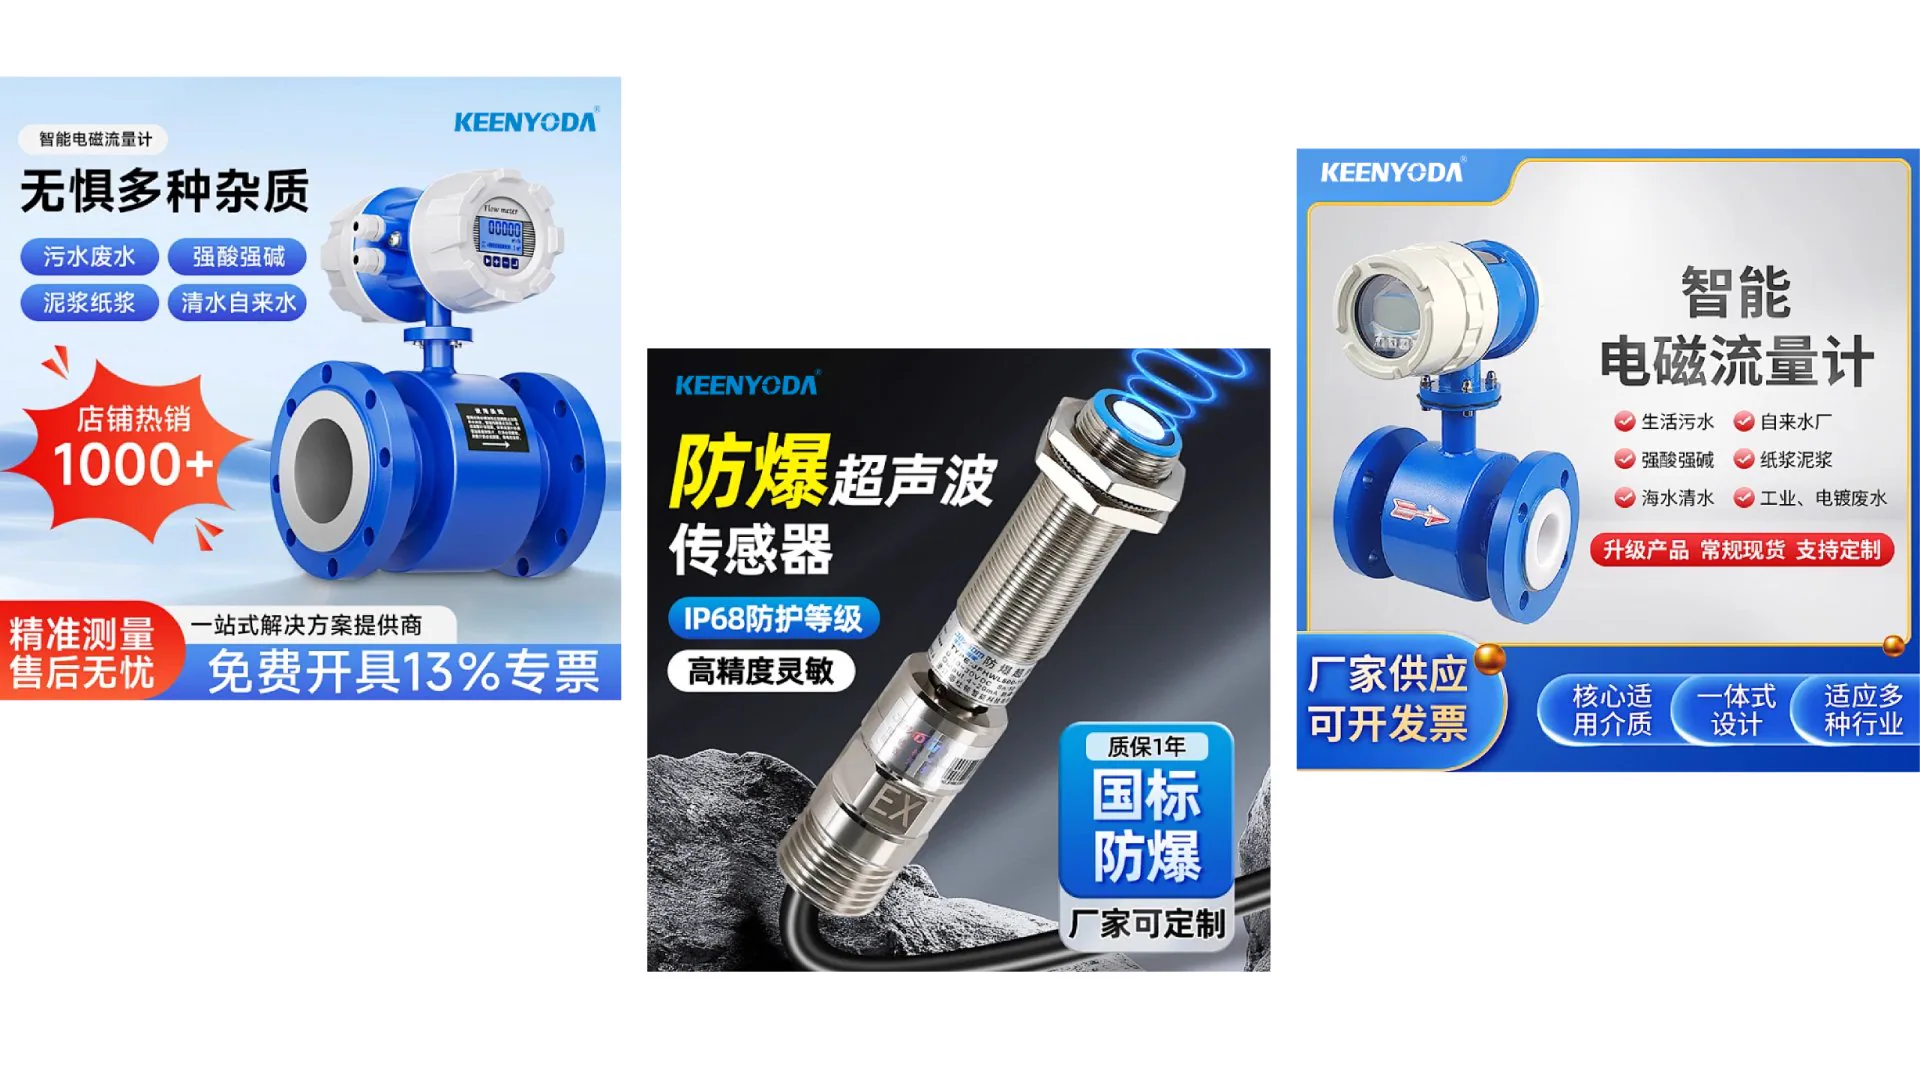 KEENYODA®
智能电磁流量计
无惧多种杂质
污水废水 强酸强碱
泥浆纸浆 清水自来水
Flow meter
00000
店铺热销
1000+
精准测量
售后无忧
一站式解决方案提供商
免费开具13%专票
KEENYODA®
防爆超声波
传感器
IP68防护等级
高精度灵敏
EX
质保1年
国标
防爆
厂家可定制
KEENYODA®
智能
电磁流量计
生活污水 自来水厂
强酸强碱 纸浆泥浆
海水清水 工业、电镀废水
升级产品 常规现货 支持定制
厂家供应
可开发票
核心适
用介质
一体式
设计
适应多
种行业